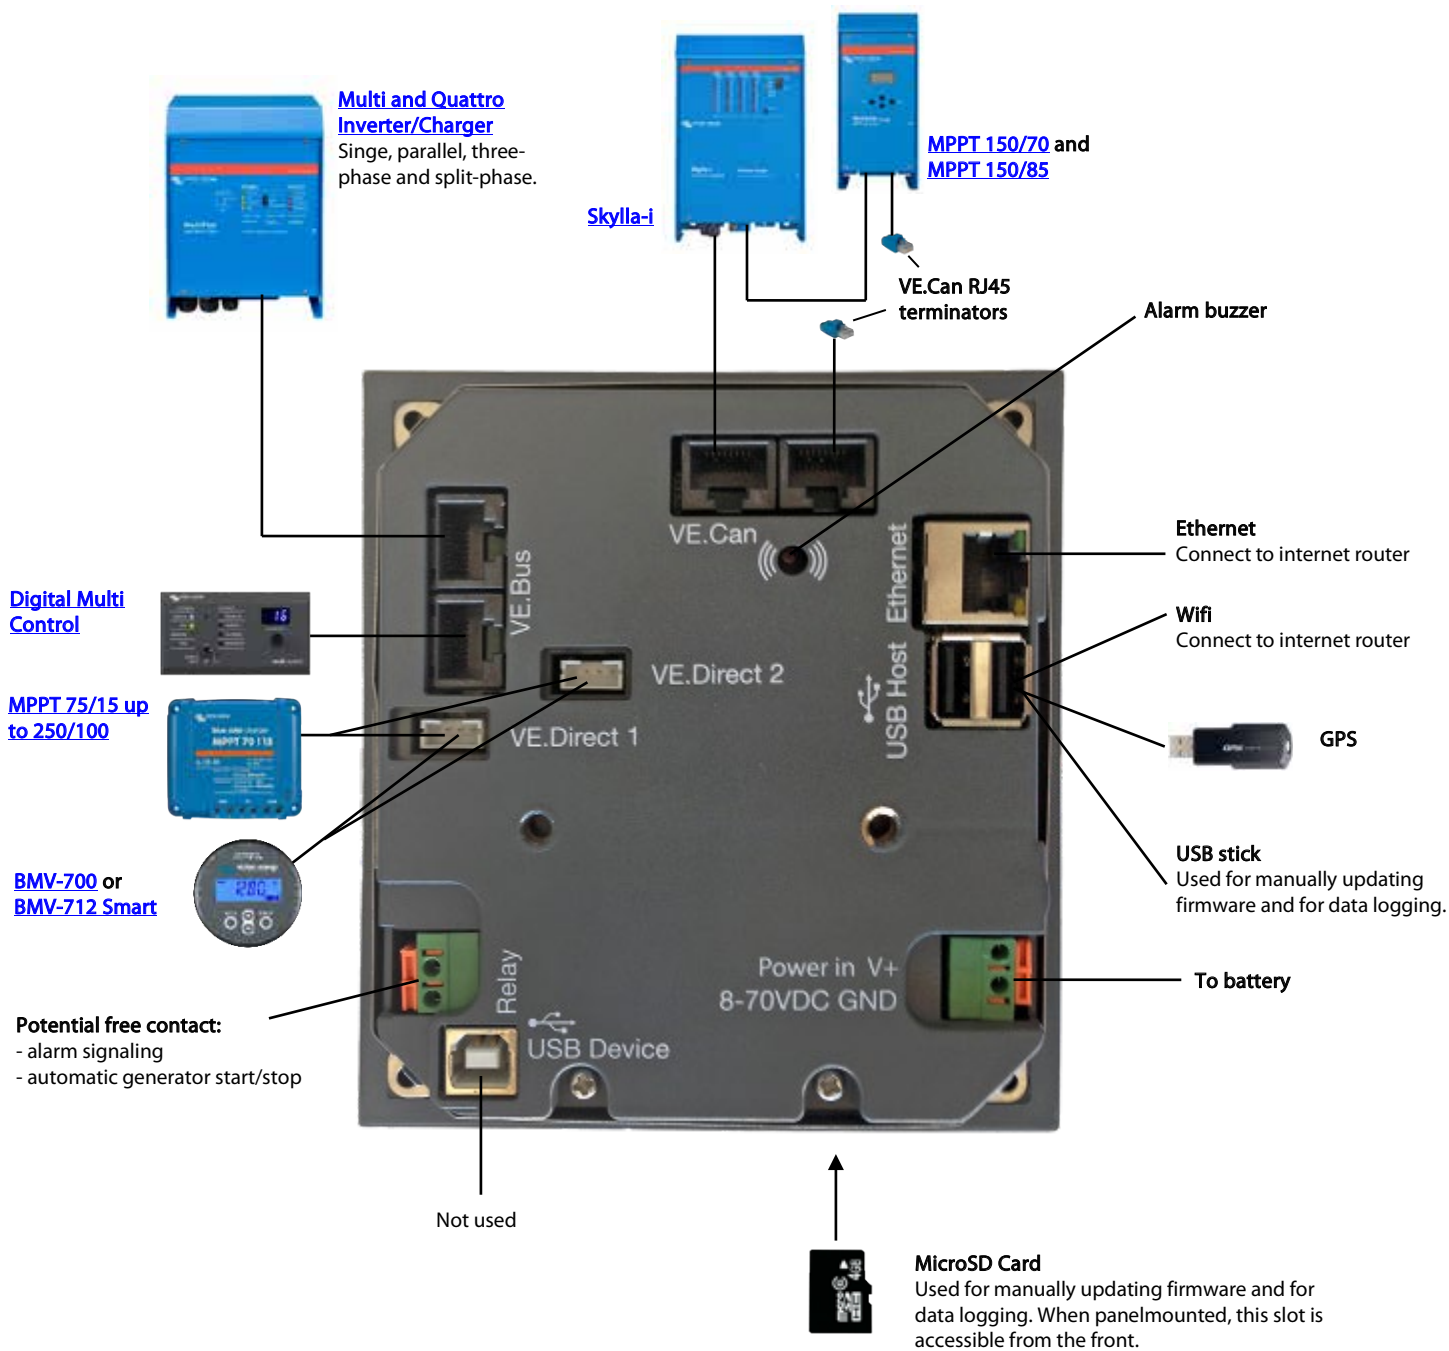 Multi and Quattro
Inverter/Charger
Singe, parallel, three-
phase and split-phase.
Skylla-i
MPPT 150/70 and
MPPT 150/85
VE.Can RJ45
terminators
Alarm buzzer
VE.Can
Ethernet
Ethernet
Connect to internet router
Digital Multi
Control
16
VE.Bus
Wifi
Connect to internet router
USB Host
VE.Direct 2
MPPT 75/15 up
to 250/100
MPPT 70 | 15
VE.Direct 1
GPS
BMV-700 or
BMV-712 Smart
USB stick
Used for manually updating
firmware and for data logging.
Relay
Power in V+
8-70VDC GND
To battery
Potential free contact:
- alarm signaling
- automatic generator start/stop
USB Device
Not used
4GB
MicroSD Card
Used for manually updating firmware and for
data logging. When panelmounted, this slot is
accessible from the front.